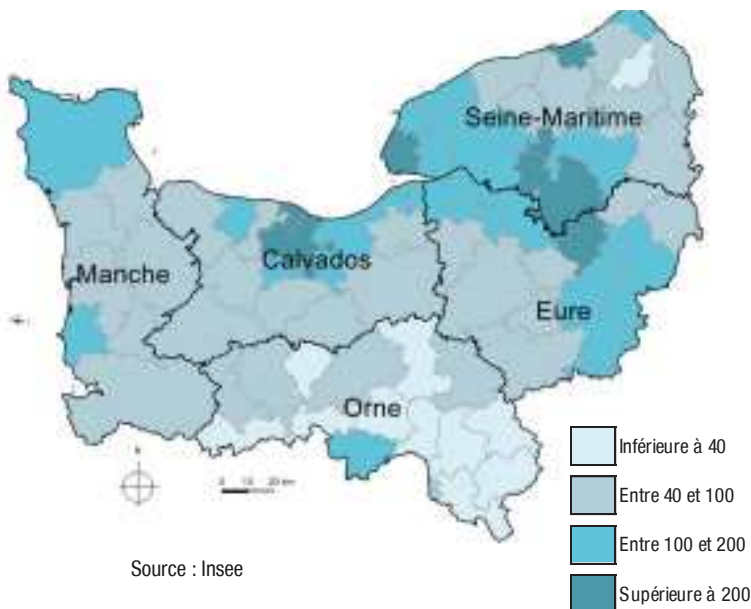 Seine-Maritime
Calvados
Manche
Eure
Orne
Inférieure à 40
Entre 40 et 100
Entre 100 et 200
Supérieure à 200
Source : Insee